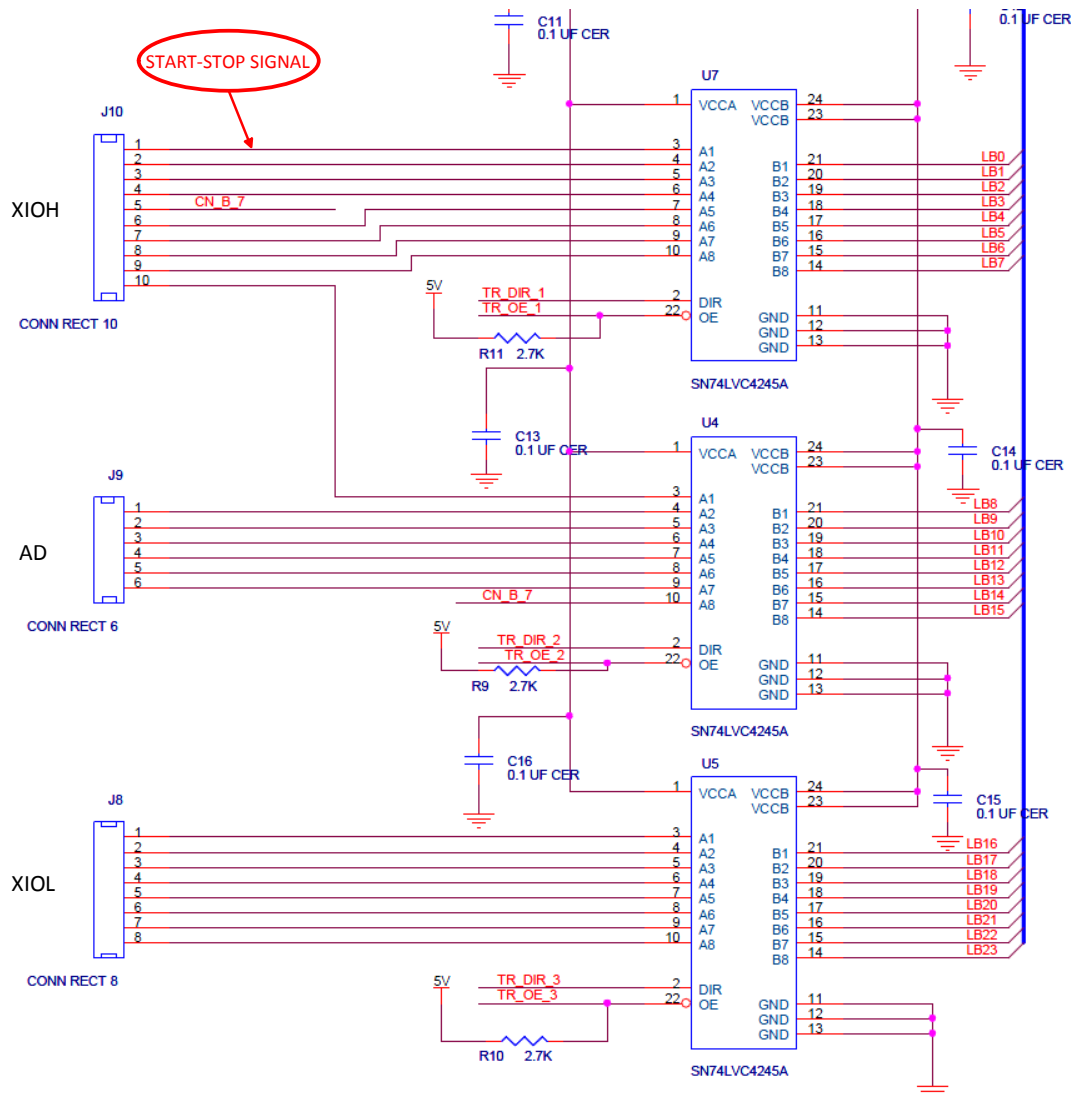 C11
0.1 UF CER
0.1 UF CER
START-STOP SIGNAL
J10
XIOH
1
2
3
4
5
6
7
8
9
10
CN_B_7
CONN RECT 10
U7
1
VCCA
VCCB
24
VCCB
23
3
A1
4
A2
B1
21
LB0
5
A3
B2
20
LB1
6
A4
B3
19
LB2
7
A5
B4
18
LB3
8
A6
B5
17
LB4
9
A7
B6
16
LB5
10
A8
B7
15
LB6
B8
14
LB7
5V
TR_DIR_1
2
DIR
TR_OE_1
22
OE
GND
11
GND
12
GND
13
R11 2.7K
SN74LVC4245A
C13
0.1 UF CER
U4
1
VCCA
VCCB
24
VCCB
23
C14
0.1 UF CER
J9
AD
1
2
3
4
5
6
CONN RECT 6
3
A1
4
A2
B1
21
LB8
5
A3
B2
20
LB9
6
A4
B3
19
LB10
7
A5
B4
18
LB11
8
A6
B5
17
LB12
9
A7
B6
16
LB13
CN_B_7
10
A8
B7
15
LB14
B8
14
LB15
5V
TR_DIR_2
2
DIR
TR_OE_2
22
OE
GND
11
GND
12
GND
13
R9 2.7K
SN74LVC4245A
C16
0.1 UF CER
U5
1
VCCA
VCCB
24
VCCB
23
C15
0.1 UF CER
J8
XIOL
1
2
3
4
5
6
7
8
CONN RECT 8
3
A1
4
A2
B1
21
LB16
5
A3
B2
20
LB17
6
A4
B3
19
LB18
7
A5
B4
18
LB19
8
A6
B5
17
LB20
9
A7
B6
16
LB21
10
A8
B7
15
LB22
B8
14
LB23
5V
TR_DIR_3
2
DIR
TR_OE_3
22
OE
GND
11
GND
12
GND
13
R10 2.7K
SN74LVC4245A